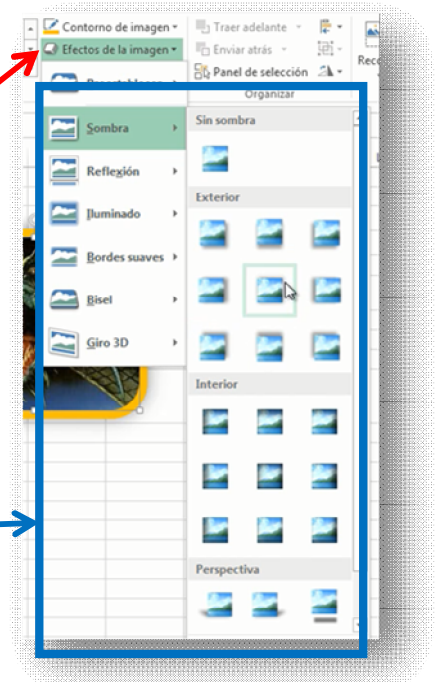 Contorno de imagen
Traer adelante
Efectos de la imagen
Enviar atrás
Panel de selección
Organizar
Sombra
Sin sombra
Reflexión
Exterior
Iluminado
Bordes suaves
Bisel
Giro 3D
Interior
Perspectiva